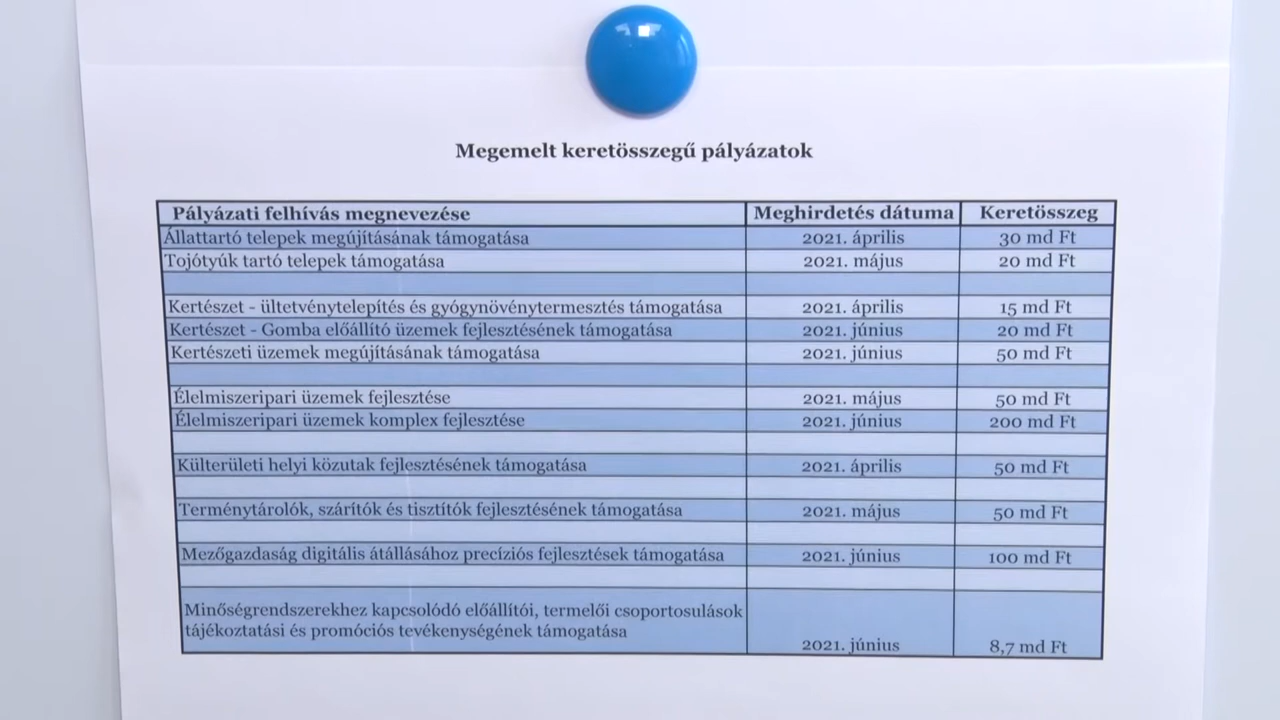 Megemelt keretösszegű pályázatok
Pályázati felhívás megnevezése Meghirdetés dátuma Keretösszeg
Állattartó telepek megújításának támogatása 2021. április 30 md Ft
Tojótyúk tartó telepek támogatása 2021. május 20 md Ft
Kertészet - ültetvénytelepítés és gyógynövénytermesztés támogatása 2021. április 15 md Ft
Kertészet - Gomba előállító üzemek fejlesztésének támogatása 2021. június 20 md Ft
Kertészeti üzemek megújításának támogatása 2021. június 50 md Ft
Élelmiszeripari üzemek fejlesztése 2021. május 50 md Ft
Élelmiszeripari üzemek komplex fejlesztése 2021. június 200 md Ft
Külterületi helyi közutak fejlesztésének támogatása 2021. április 50 md Ft
Terménytárolók, szárítók és tisztítók fejlesztésének támogatása 2021. május 50 md Ft
Mezőgazdaság digitális átállásához precíziós fejlesztések támogatása 2021. június 100 md Ft
Minőségrendszerekhez kapcsolódó előállítói, termelői csoportosulások
tájékoztatási és promóciós tevékenységének támogatása 2021. június 8,7 md Ft